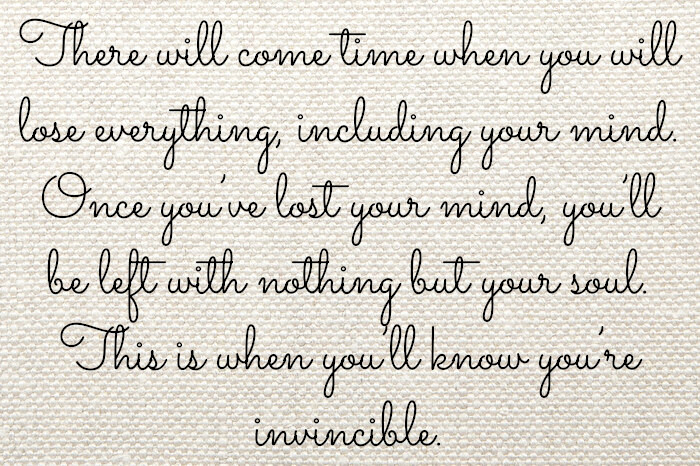 There will come time when you will
lose everything, including your mind.
Once you've lost your mind, you'll
be left with nothing but your soul.
This is when you'll know you're
invincible.